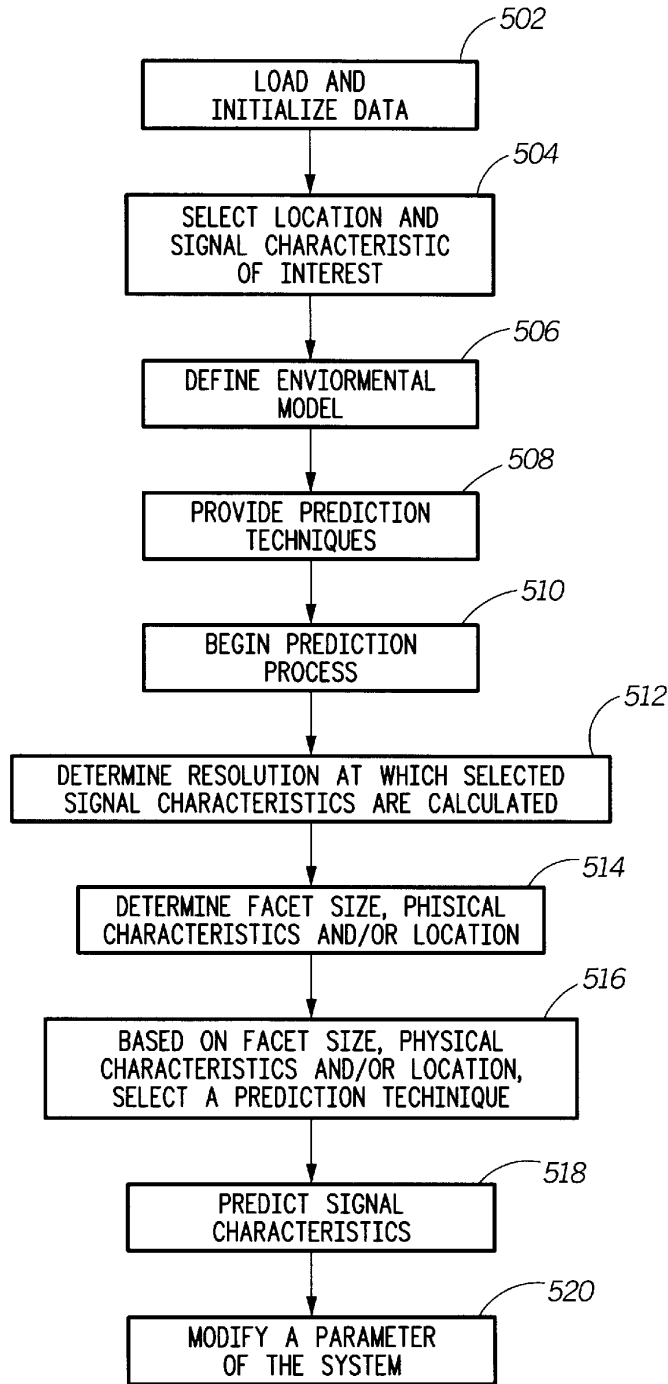 502
LOAD AND
INITIALIZE DATA
504
SELECT LOCATION AND
SIGNAL CHARACTERISTIC
OF INTEREST
506
DEFINE ENVIORMENTAL
MODEL
508
PROVIDE PREDICTION
TECHNIQUES
510
BEGIN PREDICTION
PROCESS
512
DETERMINE RESOLUTION AT WHICH SELECTED
SIGNAL CHARACTERISTICS ARE CALCULATED
514
DETERMINE FACET SIZE, PHISICAL
CHARACTERISTICS AND/OR LOCATION
516
BASED ON FACET SIZE, PHYSICAL
CHARACTERISTICS AND/OR LOCATION,
SELECT A PREDICTION TECHINIQUE
518
PREDICT SIGNAL
CHARACTERISTICS
520
MODIFY A PARAMETER
OF THE SYSTEM